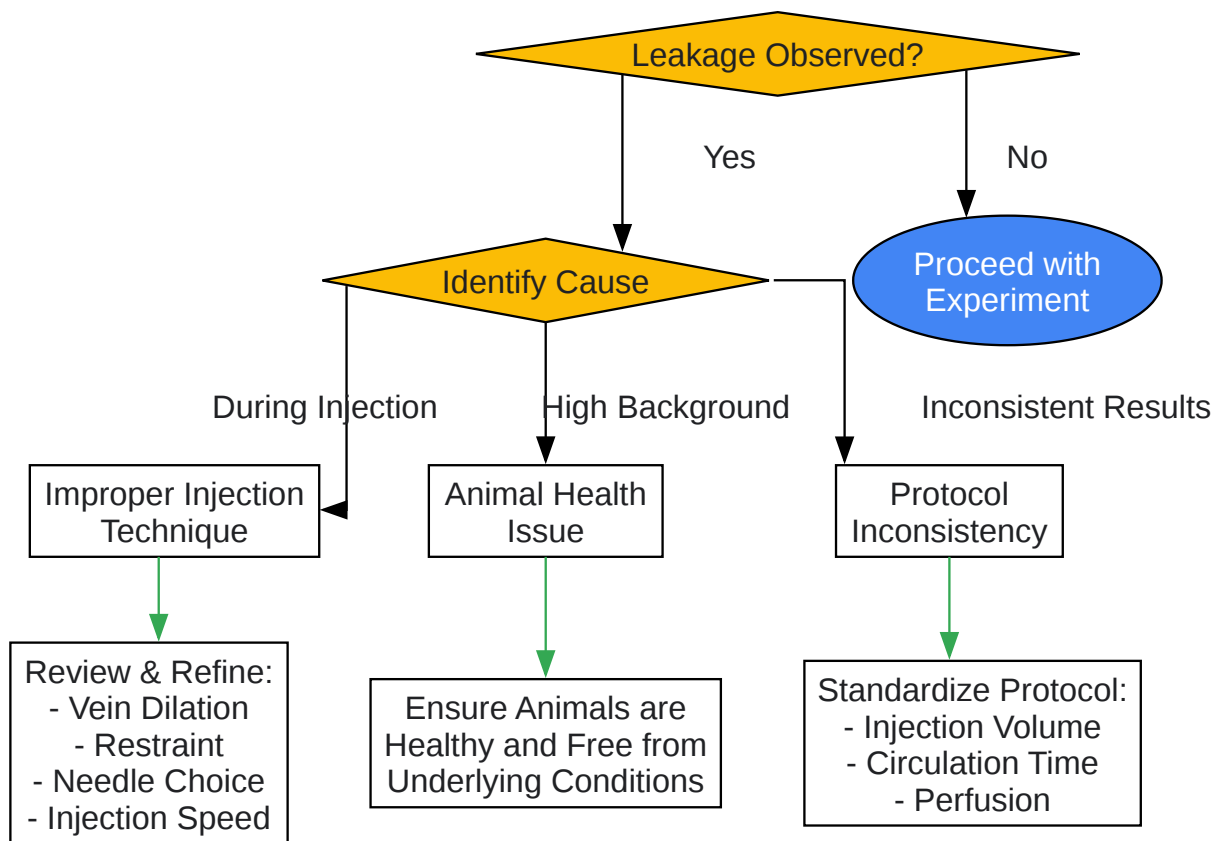 Leakage Observed?
Yes
No
Identify Cause
Proceed with
Experiment
During Injection
High Background
Inconsistent Results
Improper Injection
Technique
Animal Health
Issue
Protocol
Inconsistency
Review & Refine:
- Vein Dilation
- Restraint
- Needle Choice
- Injection Speed
Ensure Animals are
Healthy and Free from
Underlying Conditions
Standardize Protocol:
- Injection Volume
- Circulation Time
- Perfusion